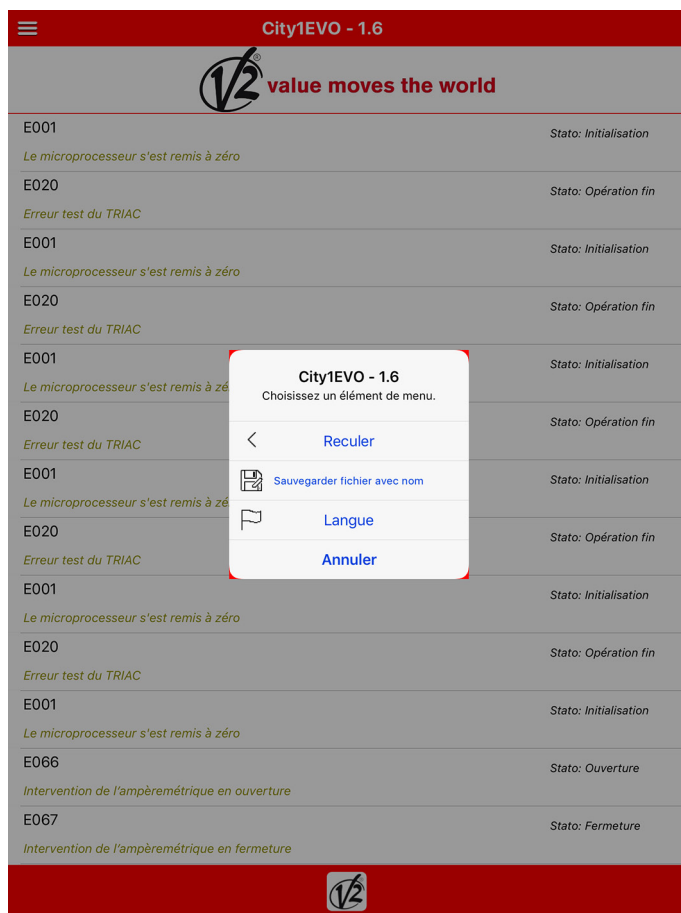 City1EVO - 1.6
V2® value moves the world
E001
Stato: Initialisation
Le microprocesseur s'est remis à zéro
E020
Stato: Opération fin
Erreur test du TRIAC
E001
Stato: Initialisation
Le microprocesseur s'est remis à zéro
E020
Stato: Opération fin
Erreur test du TRIAC
E001
Stato: Initialisation
Le microprocesseur s'est remis à zé
E020
Stato: Opération fin
Erreur test du TRIAC
E001
Stato: Initialisation
Le microprocesseur s'est remis à zé
E020
Stato: Opération fin
Erreur test du TRIAC
E001
Stato: Initialisation
Le microprocesseur s'est remis à zéro
E020
Stato: Opération fin
Erreur test du TRIAC
E001
Stato: Initialisation
Le microprocesseur s'est remis à zéro
E066
Stato: Ouverture
Intervention de l'ampèremétrique en ouverture
E067
Stato: Fermeture
Intervention de l'ampèremétrique en fermeture
City1EVO - 1.6
Choisissez un élément de menu.
Reculer
Sauvegarder fichier avec nom
Langue
Annuler
V2